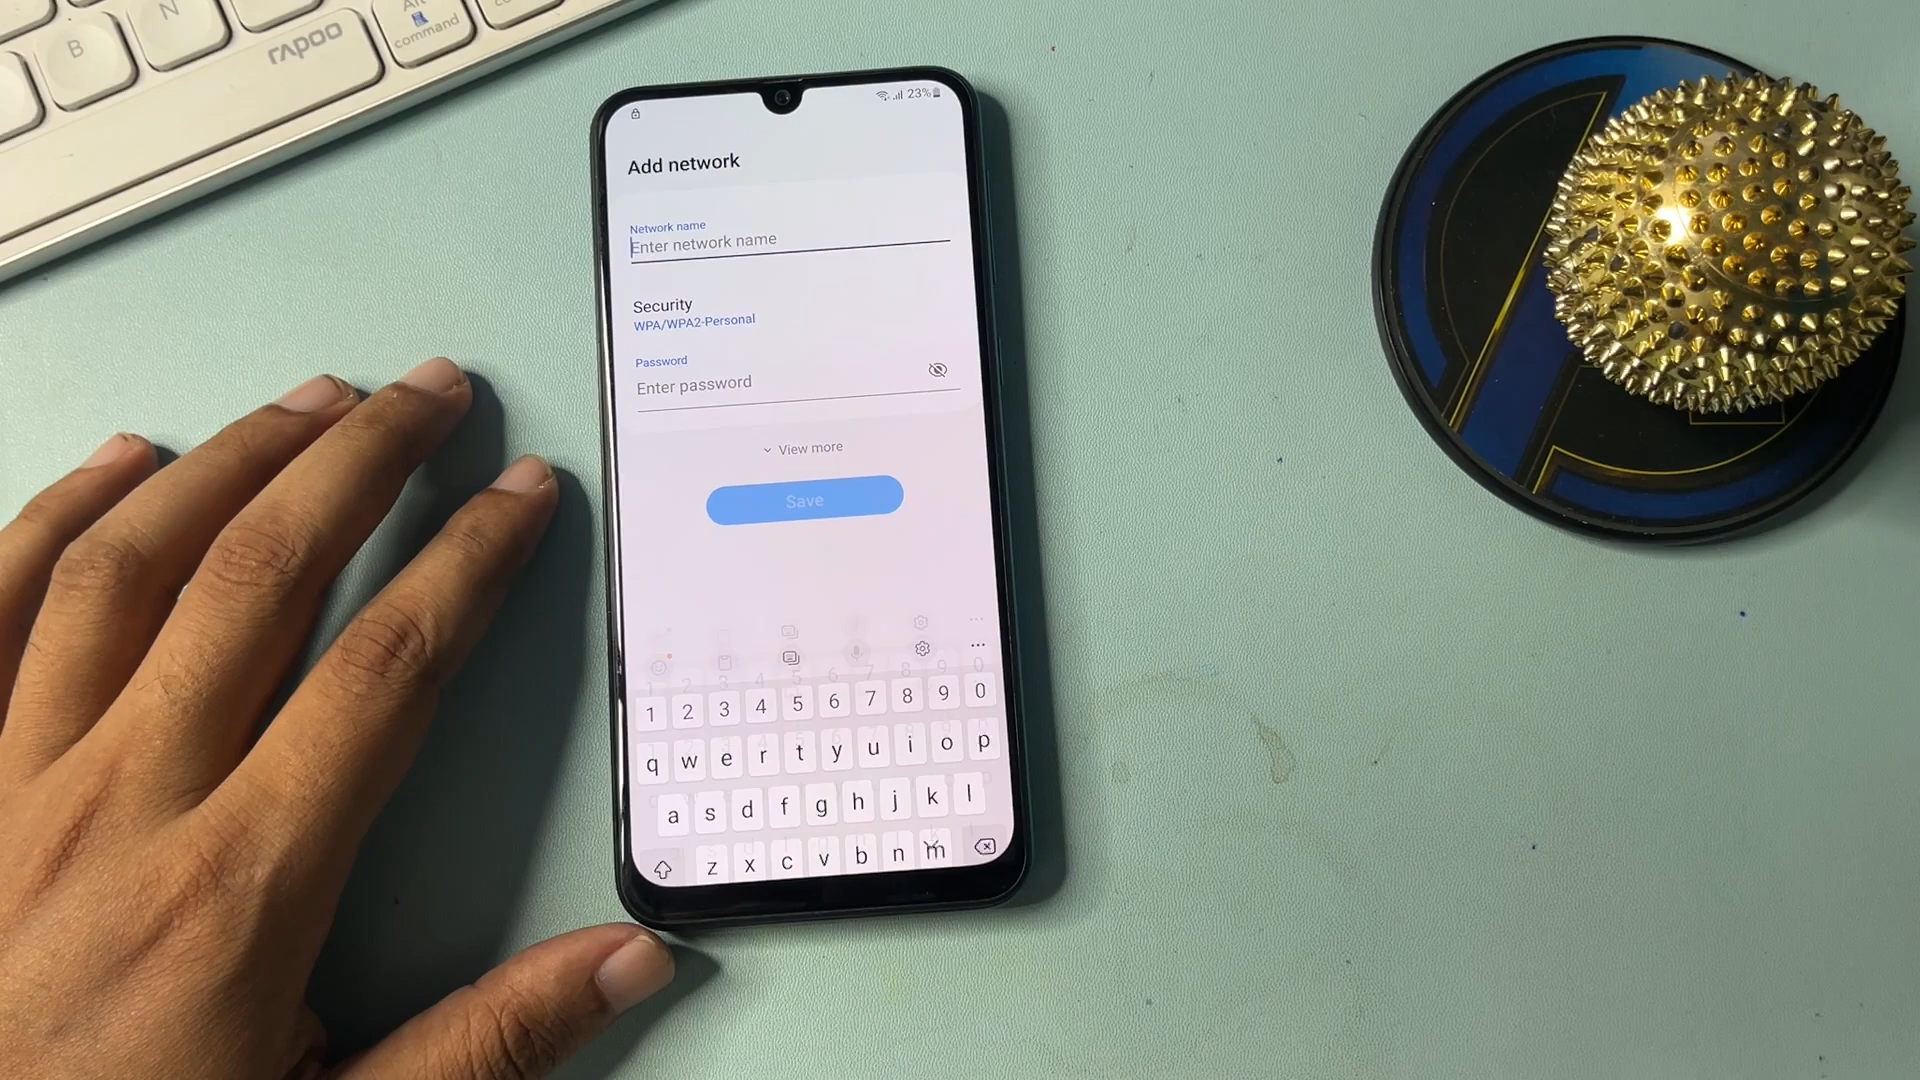 B
N
rapoo
Alt
command
23%
Add network
Network name
Enter network name
Security
WPA/WPA2-Personal
Password
Enter password
View more
Save
1 2 3 4 5 6 7 8 9 0
q w e r t y u i o p
a s d f g h j k l
z x c v b n m